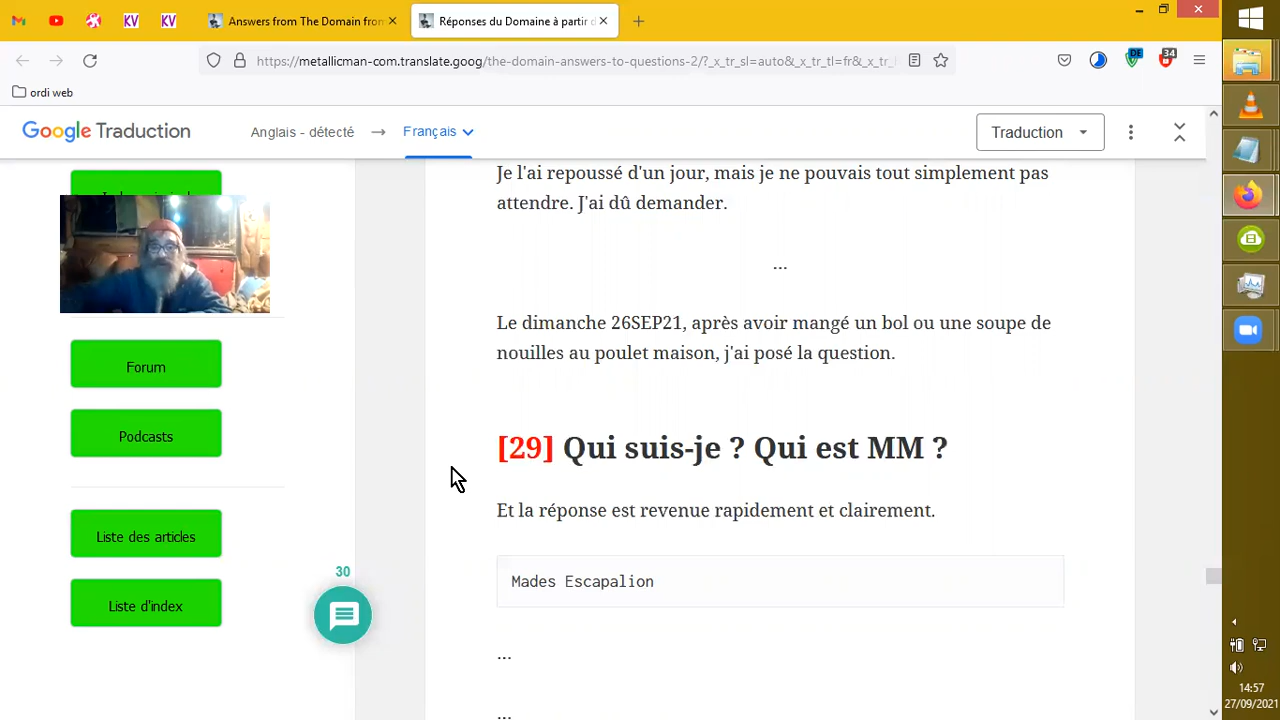 Answers from The Domain from
Réponses du Domaine à partir d
https://metallicman-com.translate.goog/the-domain-answers-to-questions-2/?_x_tr_sl=auto&_x_tr_tl=fr&_x_tr_
DE
34
ordi web
Google Traduction
Anglais - détecté
Français
Traduction
Je l'ai repoussé d'un jour, mais je ne pouvais tout simplement pas
attendre. J'ai dû demander.
...
Le dimanche 26SEP21, après avoir mangé un bol ou une soupe de
nouilles au poulet maison, j'ai posé la question.
[29] Qui suis-je ? Qui est MM ?
Et la réponse est revenue rapidement et clairement.
Mades Escapalion
...
...
Forum
Podcasts
Liste des articles
Liste d'index
30
14:57
27/09/2021